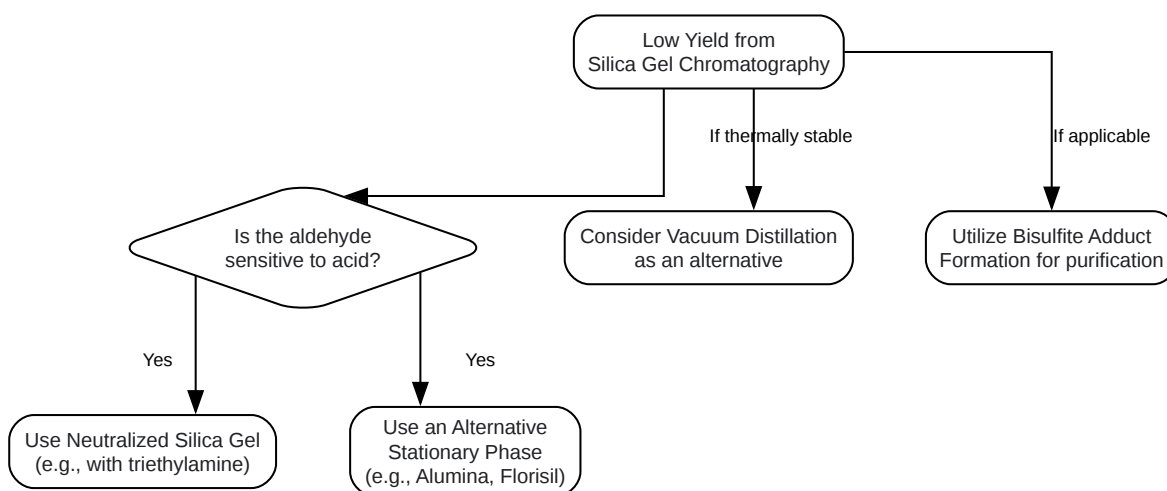 Low Yield from
Silica Gel Chromatography
If thermally stable
If applicable
Is the aldehyde
sensitive to acid?
Consider Vacuum Distillation
as an alternative
Utilize Bisulfite Adduct
Formation for purification
Yes
Yes
Use Neutralized Silica Gel
(e.g., with triethylamine)
Use an Alternative
Stationary Phase
(e.g., Alumina, Florisil)